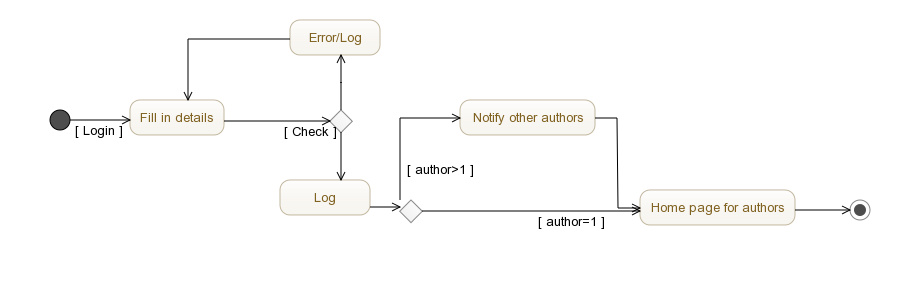 Error/Log
[ Login ]
Fill in details
[ Check ]
Notify other authors
[ author>1 ]
Log
Home page for authors
[ author=1 ]